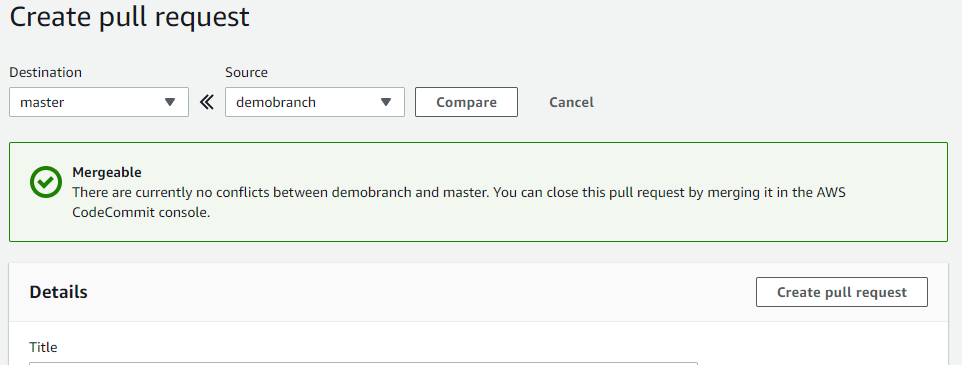 Create pull request
Destination
Source
master
demobranch
Compare
Cancel
Mergeable
There are currently no conflicts between demobranch and master. You can close this pull request by merging it in the AWS
CodeCommit console.
Details
Create pull request
Title